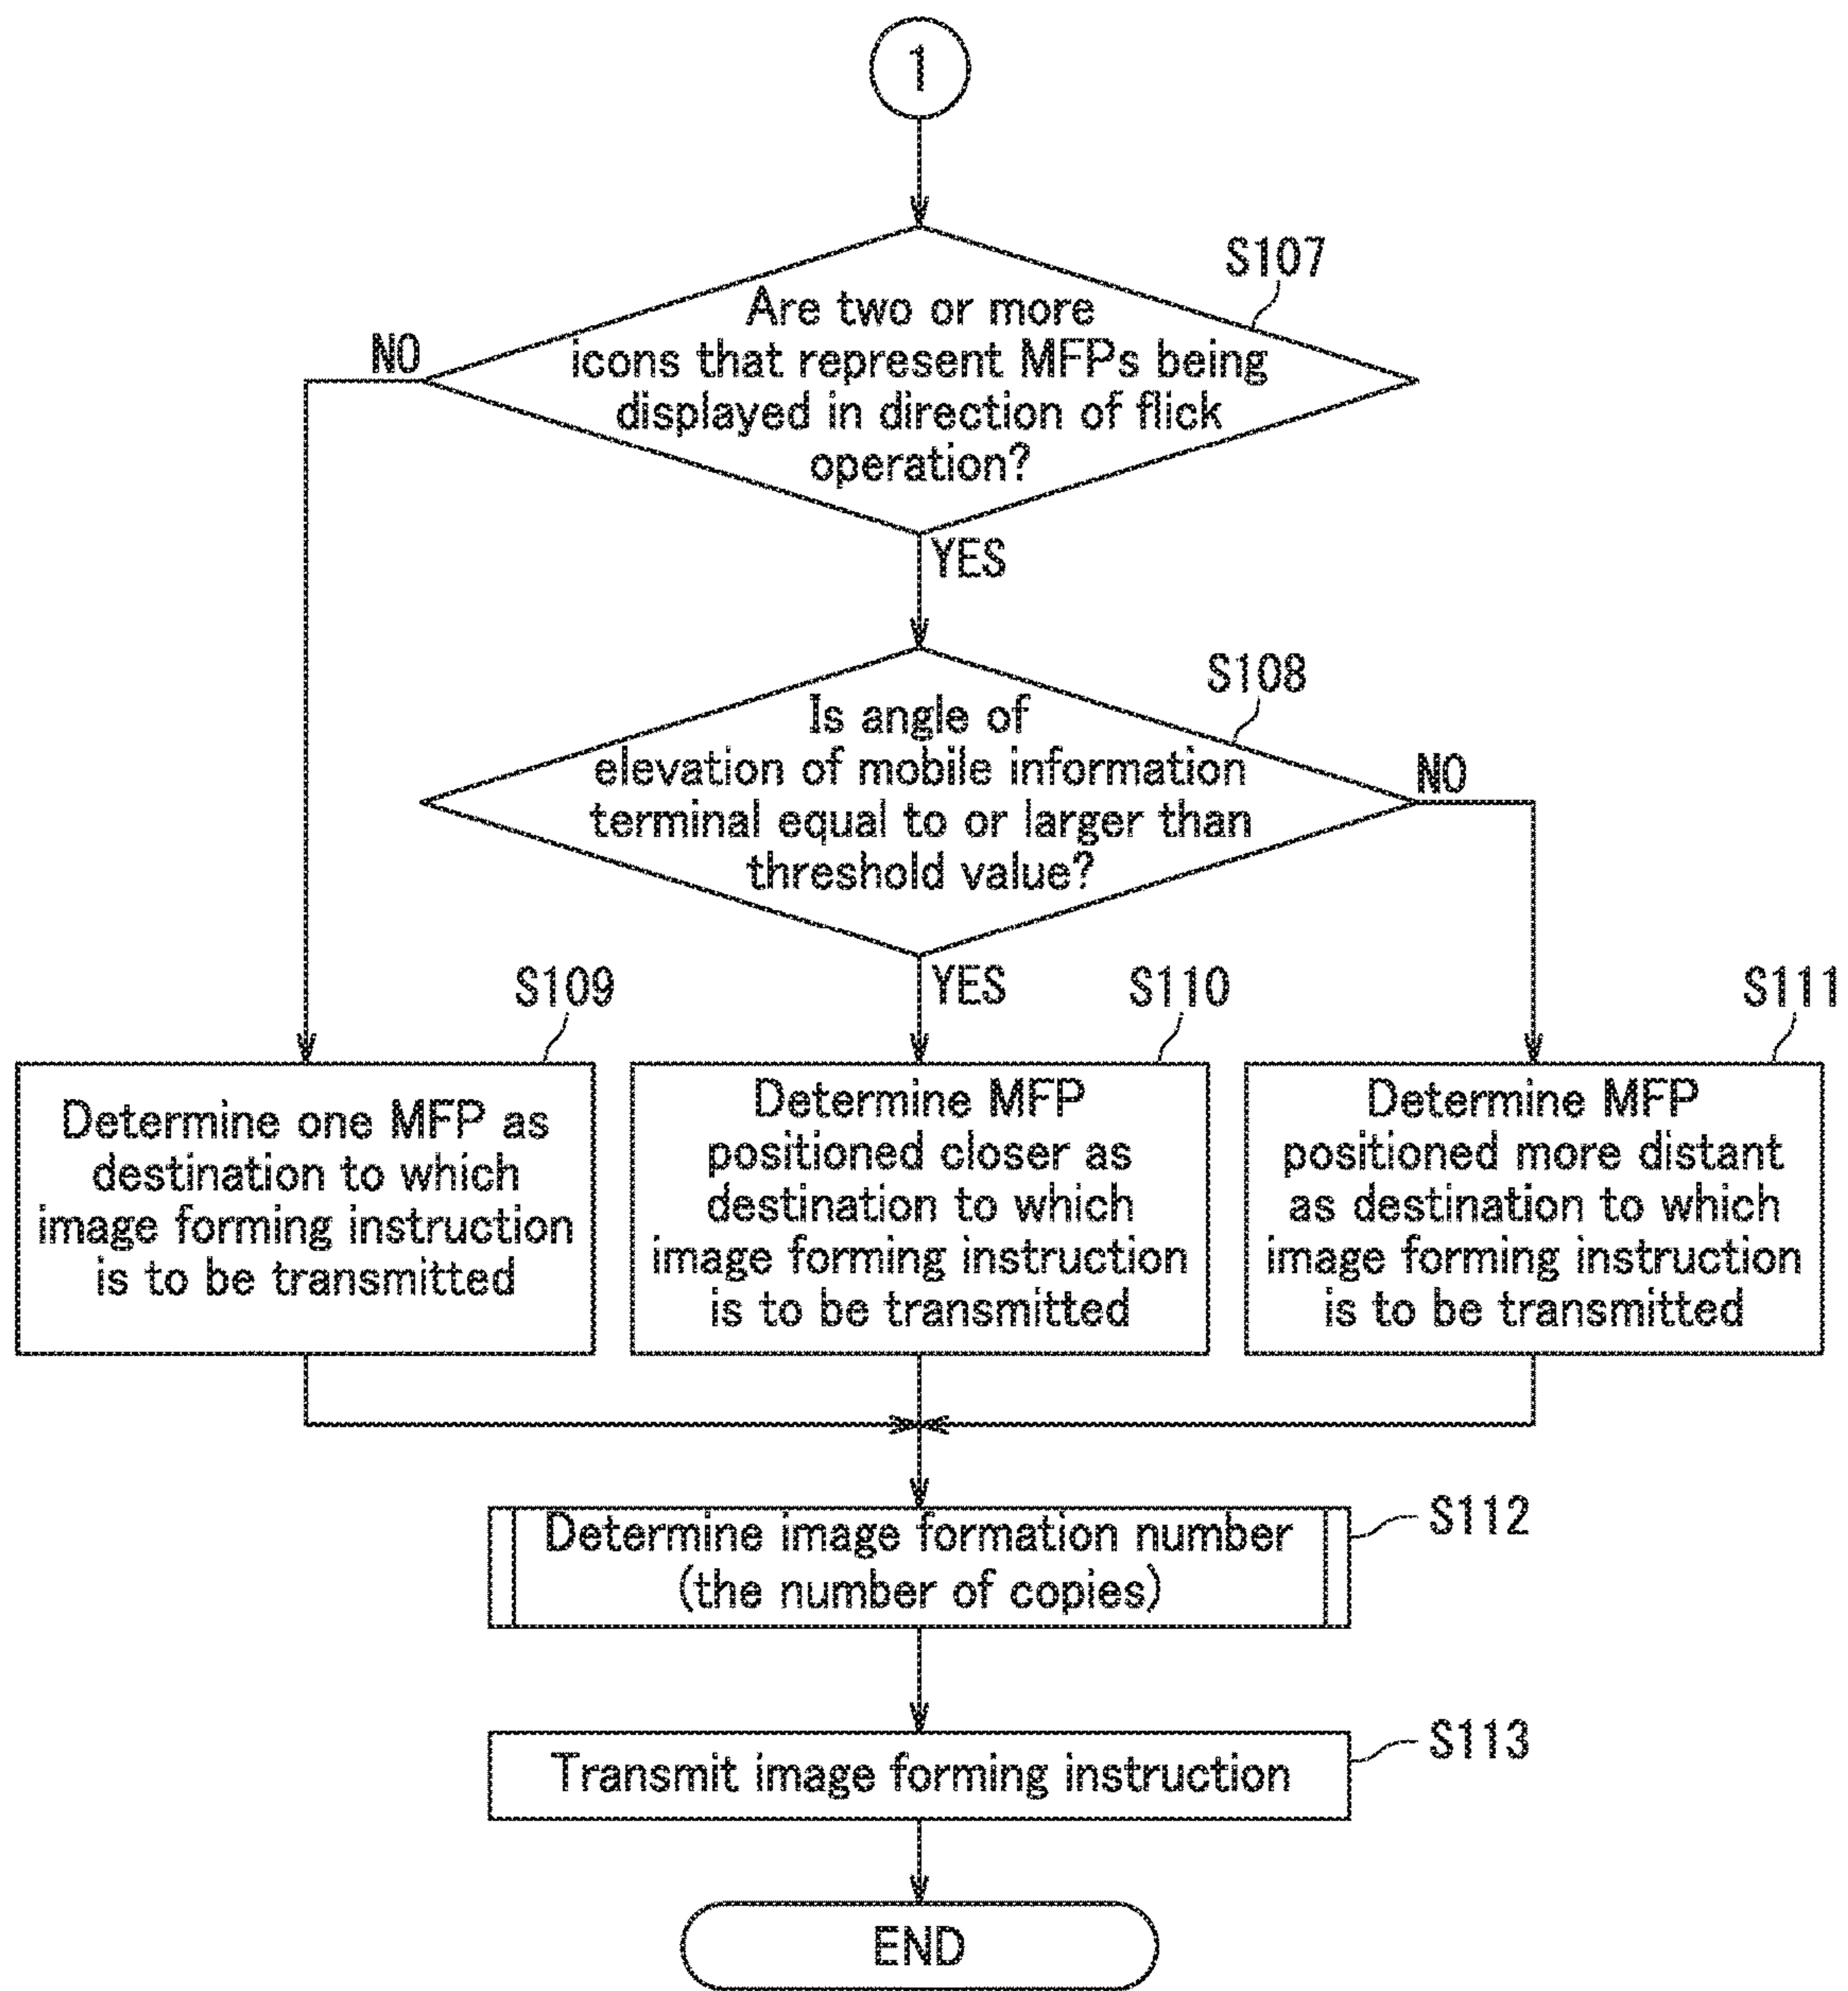 1
S107
Are two or more
icons that represent MFPs being
displayed in direction of flick
operation?
NO
YES
S108
Is angle of
elevation of mobile information
terminal equal to or larger than
threshold value?
NO
YES
S109
Determine one MFP as
destination to which
image forming instruction
is to be transmitted
S110
Determine MFP
positioned closer as
destination to which
image forming instruction
is to be transmitted
S111
Determine MFP
positioned more distant
as destination to which
image forming instruction
is to be transmitted
S112
Determine image formation number
(the number of copies)
S113
Transmit image forming instruction
END